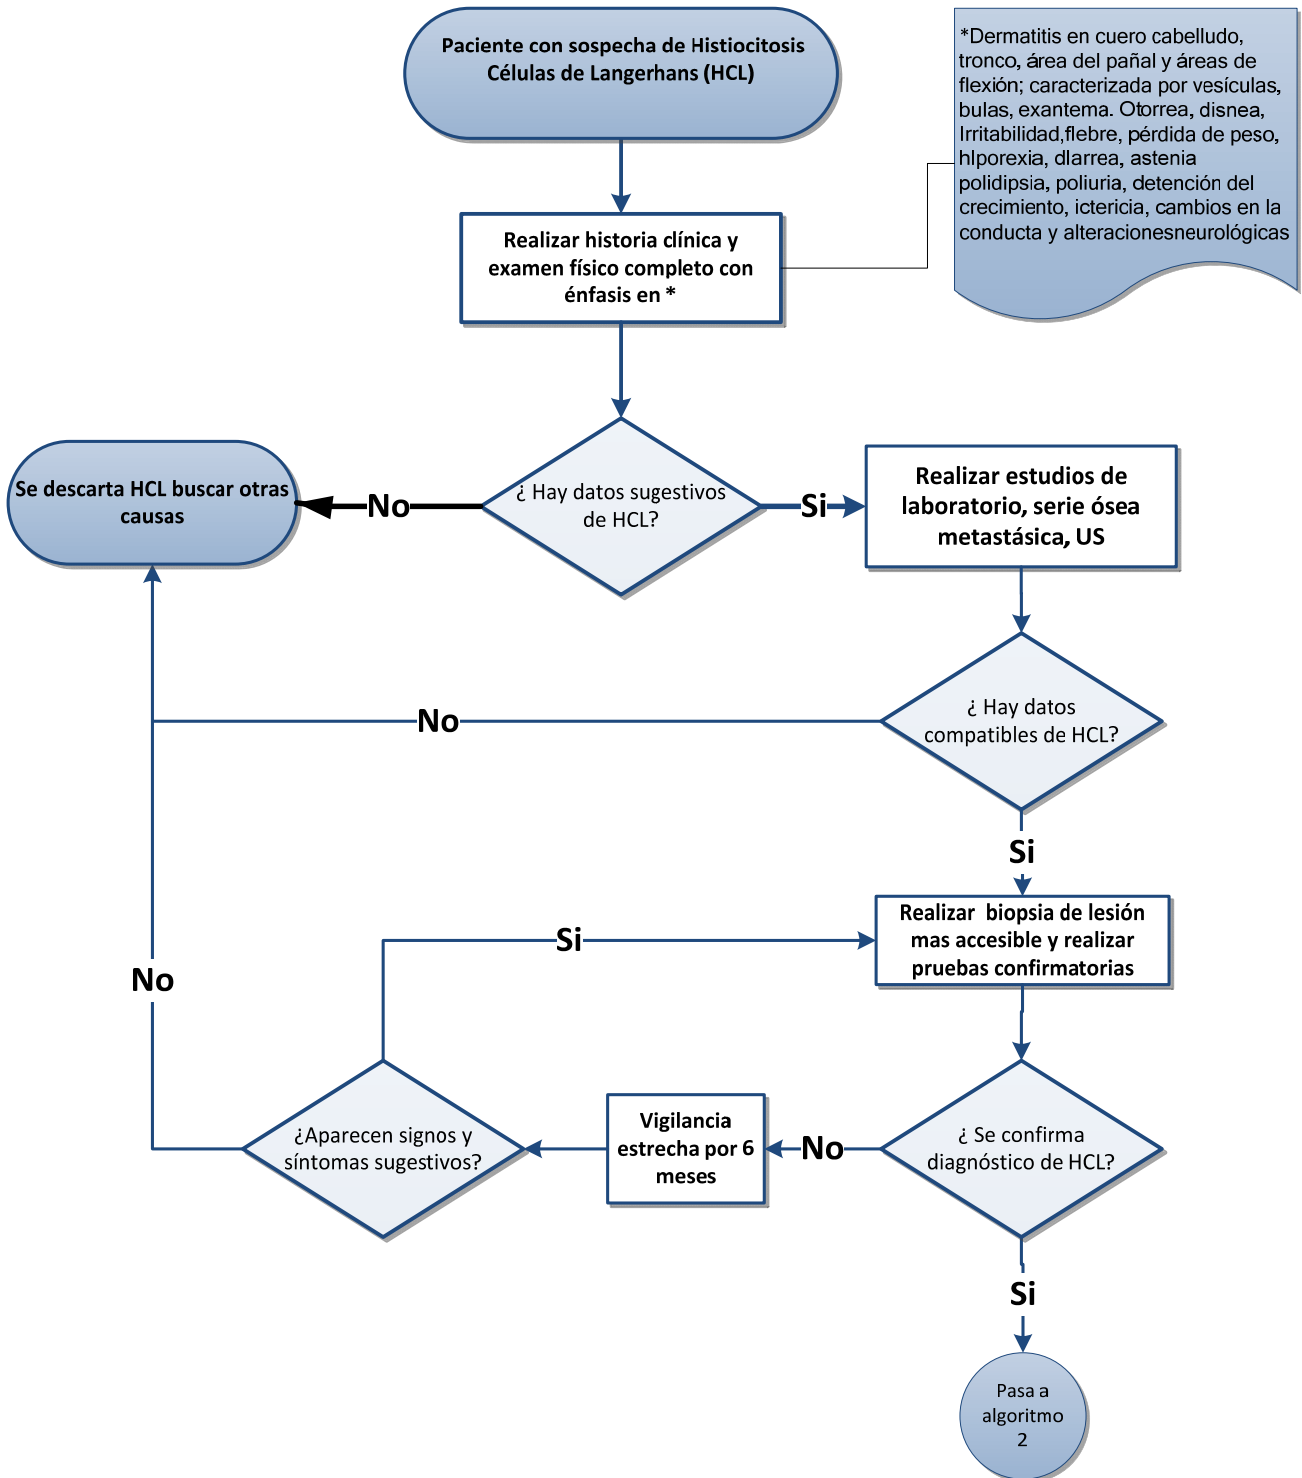 Paciente con sospecha de Histiocitosis
Células de Langerhans (HCL)
*Dermatitis en cuero cabelludo,
tronco, área del pañal y áreas de
flexión; caracterizada por vesículas,
bulas, exantema. Otorrea, disnea,
Irritabilidad,flebre, pérdida de peso,
hlporexia, dlarrea, astenia
polidipsia, poliuria, detención del
crecimiento, ictericia, cambios en la
conducta y alteracionesneurológicas
Realizar historia clínica y
examen físico completo con
énfasis en *
¿ Hay datos sugestivos
de HCL?
No
Se descarta HCL buscar otras
causas
Si
Realizar estudios de
laboratorio, serie ósea
metastásica, US
¿ Hay datos
compatibles de HCL?
No
Si
Realizar  biopsia de lesión
mas accesible y realizar
pruebas confirmatorias
Si
No
¿ Se confirma
diagnóstico de HCL?
No
Vigilancia
estrecha por 6
meses
¿Aparecen signos y
síntomas sugestivos?
Si
Pasa a
algoritmo
2